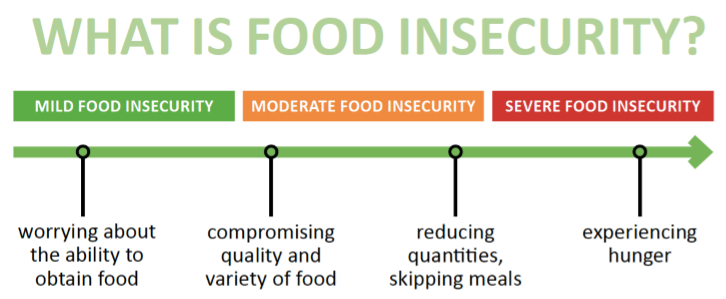 WHAT IS FOOD INSECURITY?
MILD FOOD INSECURITY
MODERATE FOOD INSECURITY
SEVERE FOOD INSECURITY
worrying about
the ability to
obtain food
compromising
quality and
variety of food
reducing
quantities,
skipping meals
experiencing
hunger